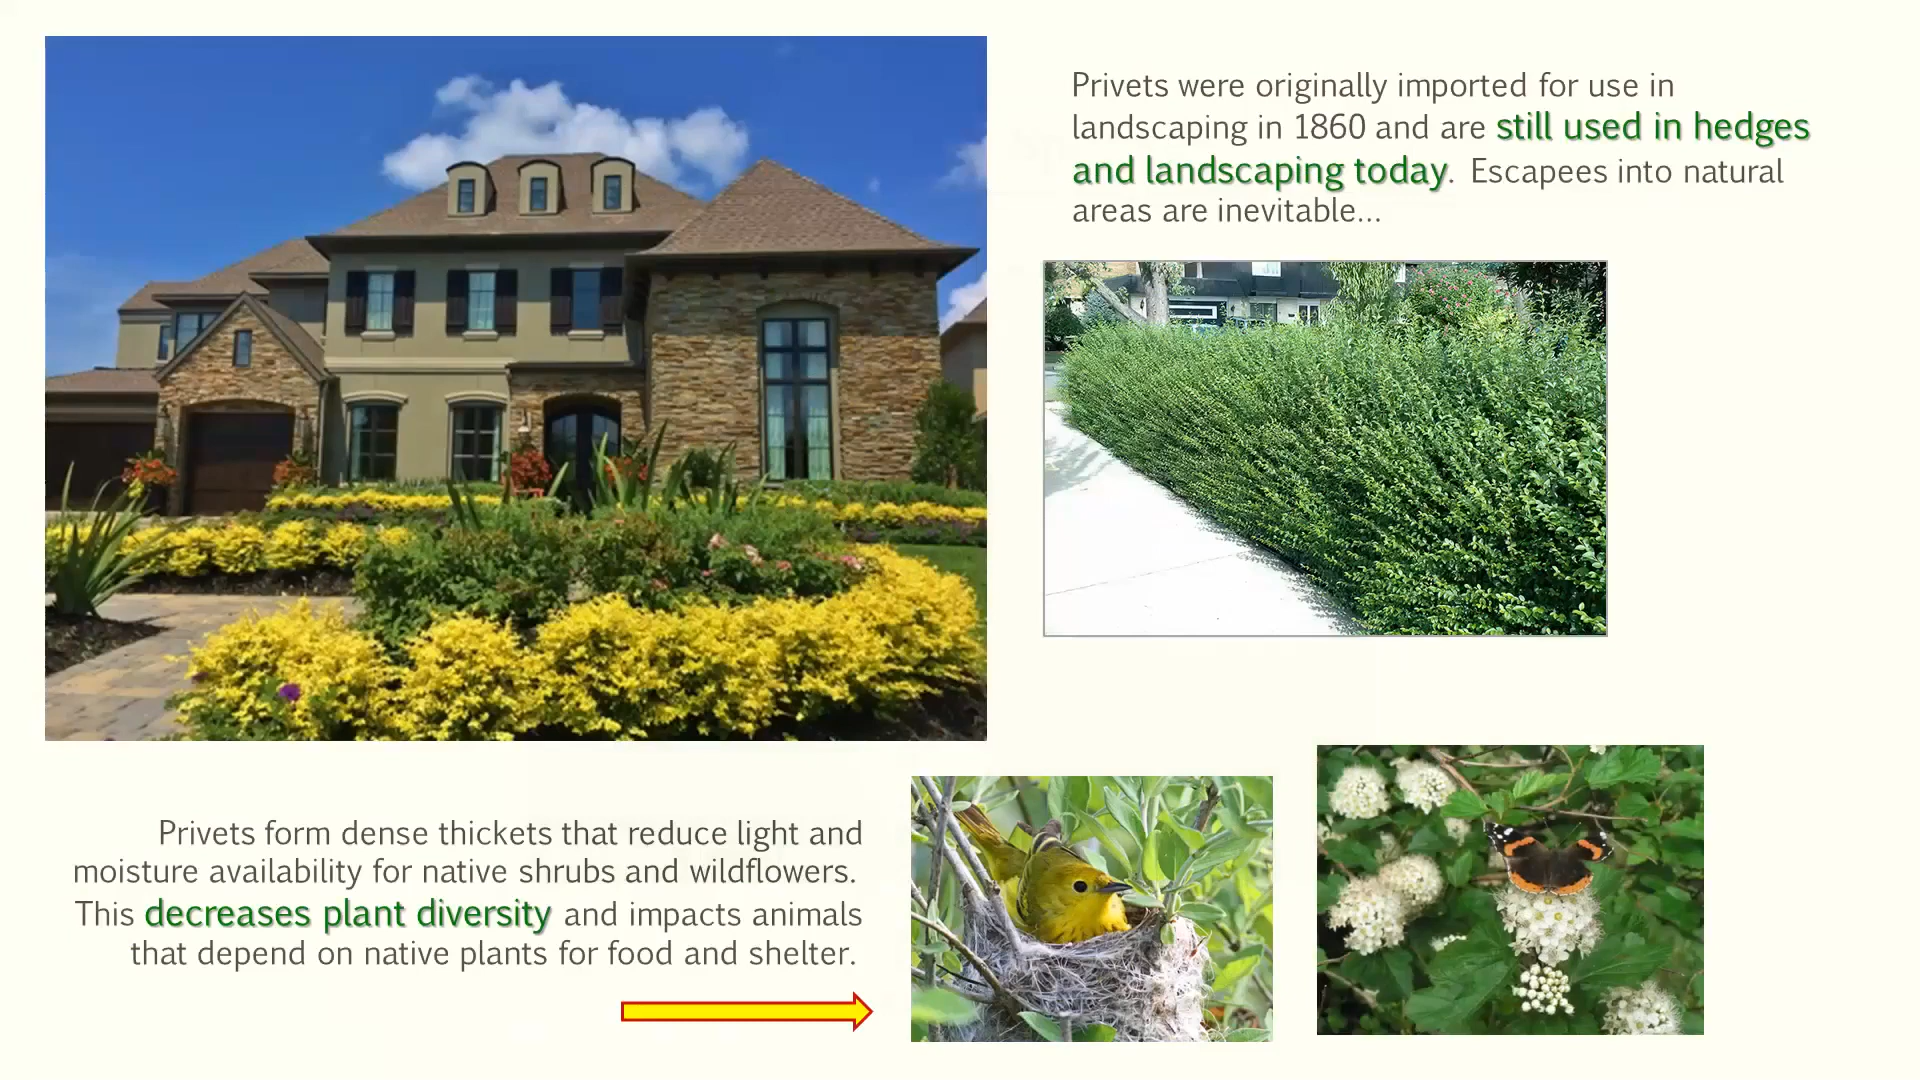 Privets were originally imported for use in
landscaping in 1860 and are still used in hedges
and landscaping today. Escapees into natural
areas are inevitable...
Privets form dense thickets that reduce light and
moisture availability for native shrubs and wildflowers.
This decreases plant diversity and impacts animals
that depend on native plants for food and shelter.